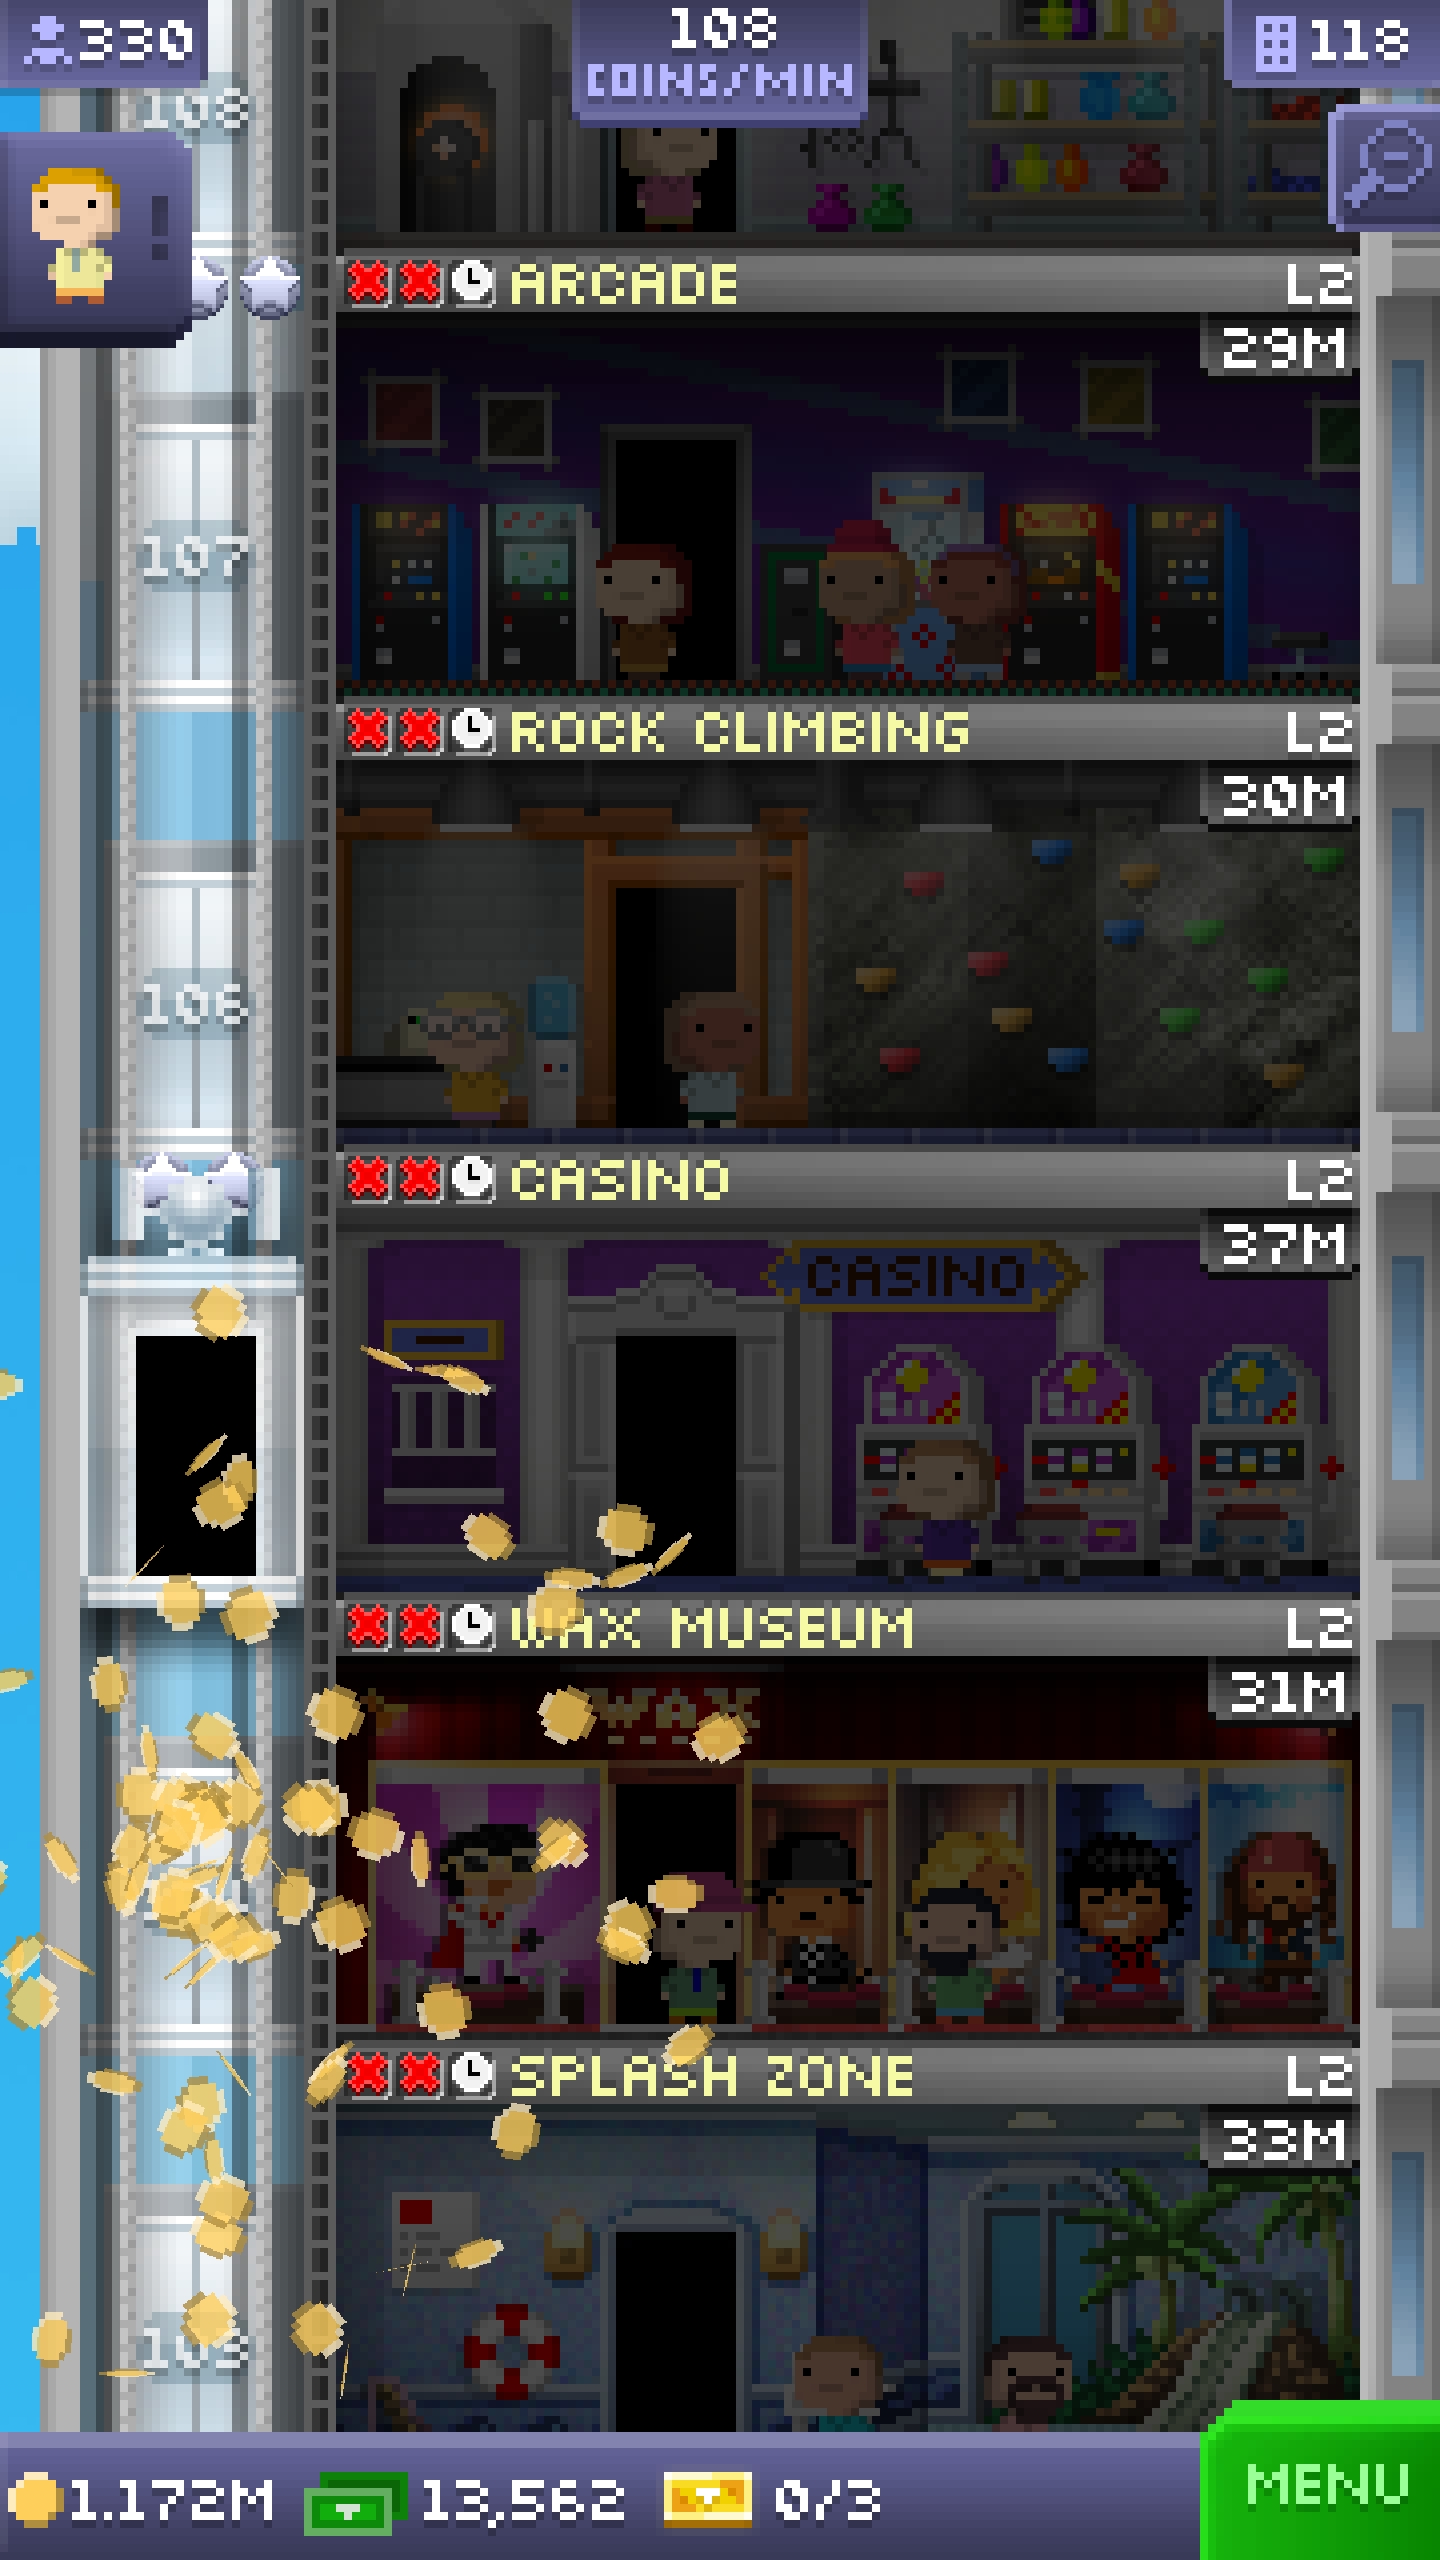 330
108
COINS/MIN
118
108
ARCADE L2
29M
107
ROCK CLIMBING L2
30M
106
CASINO L2
37M
CASINO
WAX MUSEUM L2
31M
WAX
SPLASH ZONE L2
33M
103
1.172M 13,562 0/3
MENU